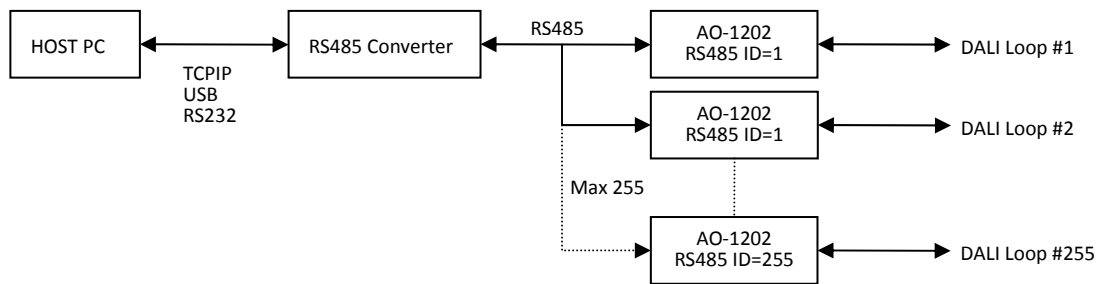 HOST PC
TCPIP
USB
RS232
RS485 Converter
RS485
Max 255
AO-1202
RS485 ID=1
DALI Loop #1
AO-1202
RS485 ID=1
DALI Loop #2
AO-1202
RS485 ID=255
DALI Loop #255